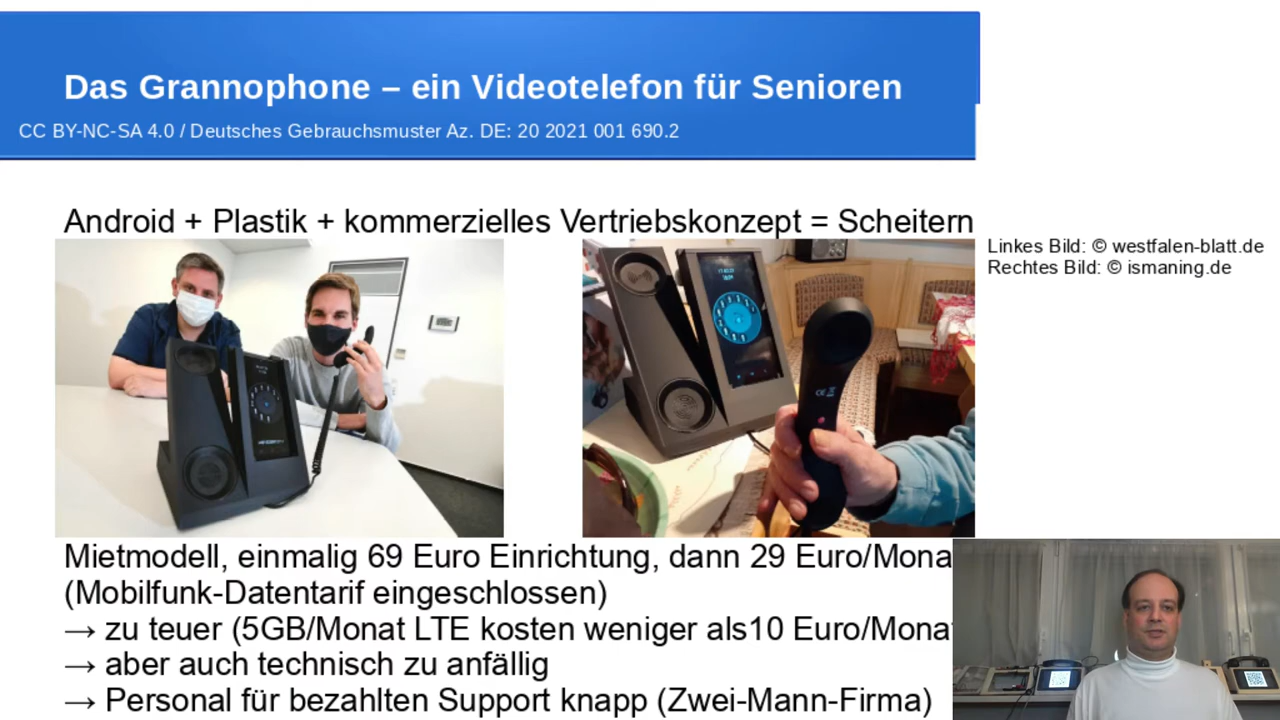 Das Grannophone – ein Videotelefon für Senioren
CC BY-NC-SA 4.0 / Deutsches Gebrauchsmuster Az. DE: 20 2021 001 690.2
Android + Plastik + kommerzielles Vertriebskonzept = Scheitern
Linkes Bild: © westfalen-blatt.de
Rechtes Bild: © ismaning.de
Mietmodell, einmalig 69 Euro Einrichtung, dann 29 Euro/Mona
(Mobilfunk-Datentarif eingeschlossen)
→ zu teuer (5GB/Monat LTE kosten weniger als10 Euro/Mona
→ aber auch technisch zu anfällig
→ Personal für bezahlten Support knapp (Zwei-Mann-Firma)